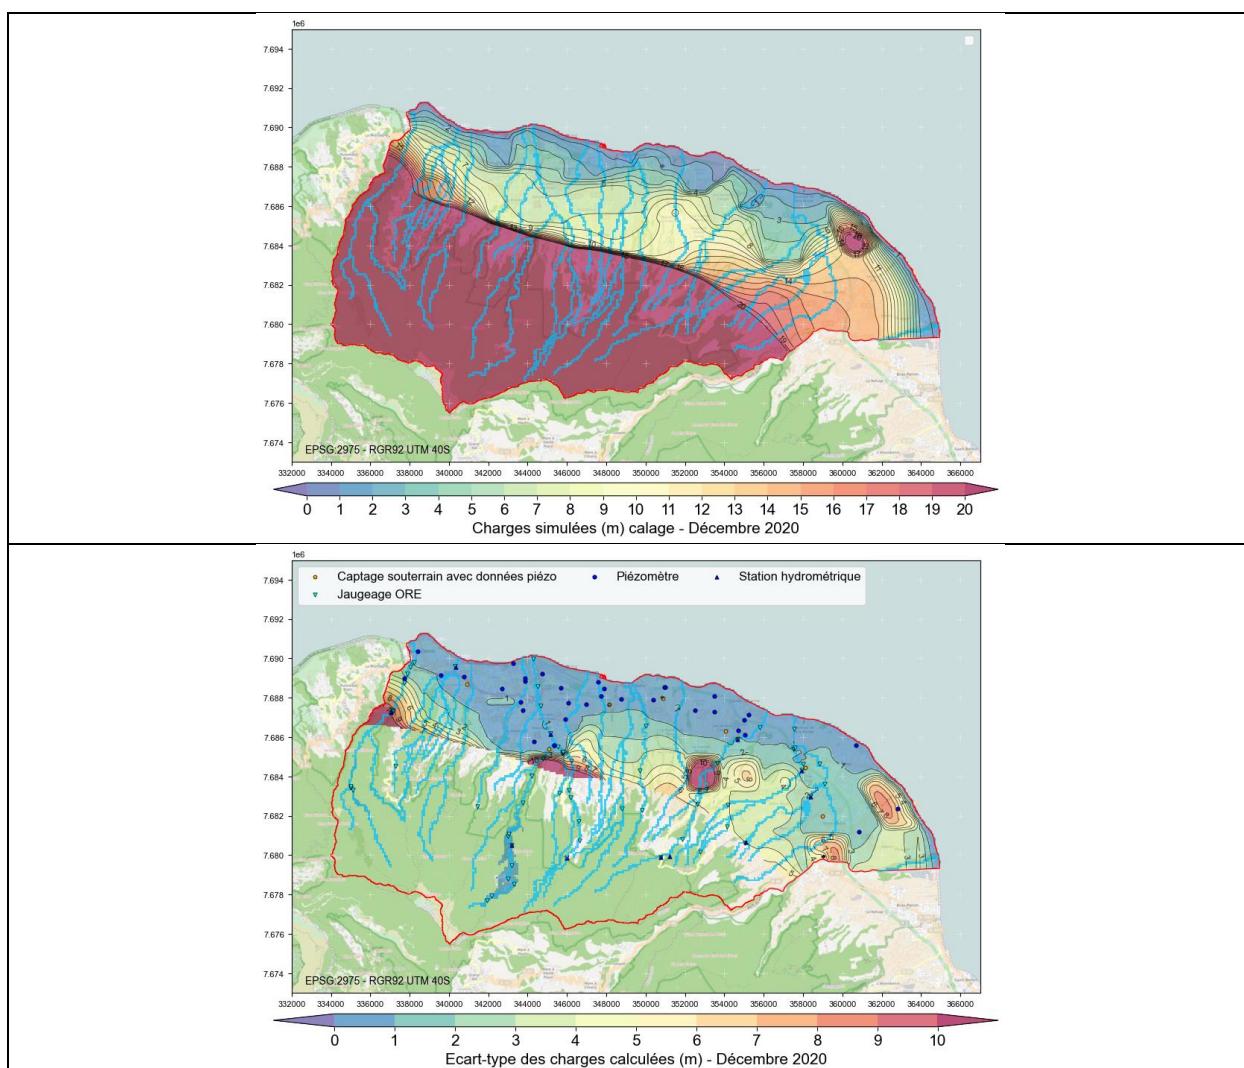 1e6
7.694
7.692
7.690
7.688
7.686
7.684
7.682
7.680
7.678
7.676
7.674
EPSG:2975 - RGR92 UTM 40S
332000 334000 336000 338000 340000 342000 344000 346000 348000 350000 352000 354000 356000 358000 360000 362000 364000 366000
0 1 2 3 4 5 6 7 8 9 10 11 12 13 14 15 16 17 18 19 20
Charges simulées (m) calage - Décembre 2020
1e6
Captage souterrain avec données piézo Piézomètre Station hydrométrique
Jaugeage ORE
7.694
7.692
7.690
7.688
7.686
7.684
7.682
7.680
7.678
7.676
7.674
EPSG:2975 - RGR92 UTM 40S
332000 334000 336000 338000 340000 342000 344000 346000 348000 350000 352000 354000 356000 358000 360000 362000 364000 366000
0 1 2 3 4 5 6 7 8 9 10
Ecart-type des charges calculées (m) - Décembre 2020